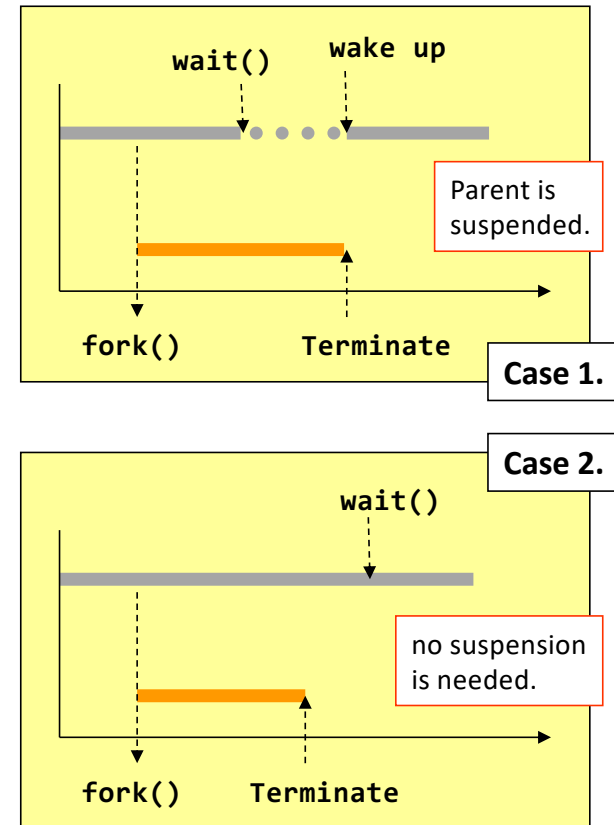 wait()
wake up
Parent is
suspended.
fork()
Terminate
Case 1.
Case 2.
wait()
no suspension
is needed.
fork()
Terminate